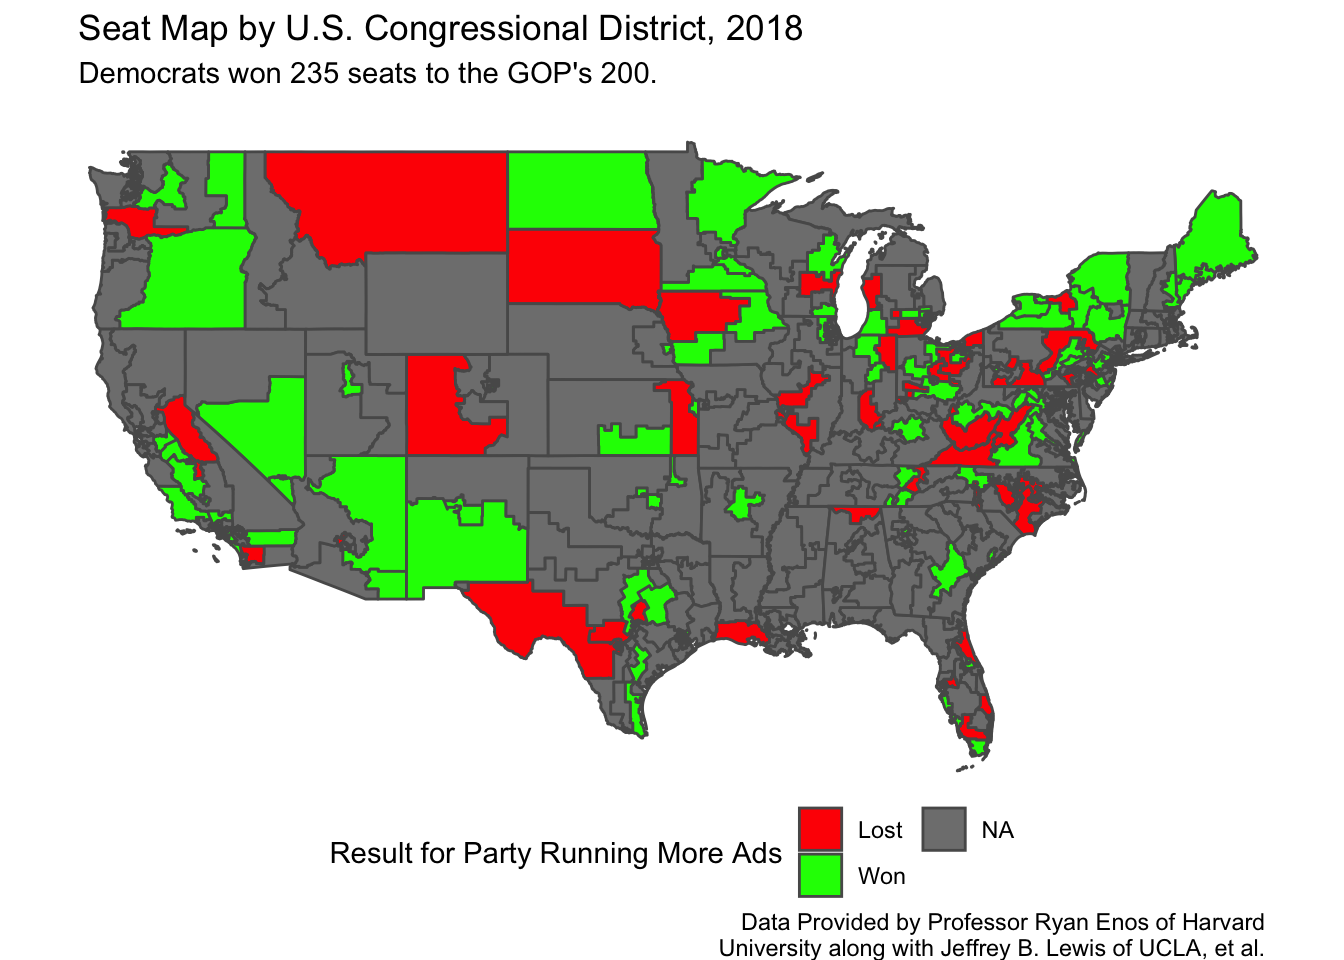 Seat Map by U.S. Congressional District, 2018
Democrats won 235 seats to the GOP's 200.
Result for Party Running More Ads
Lost
NA
Won
Data Provided by Professor Ryan Enos of Harvard
University along with Jeffrey B. Lewis of UCLA, et al.